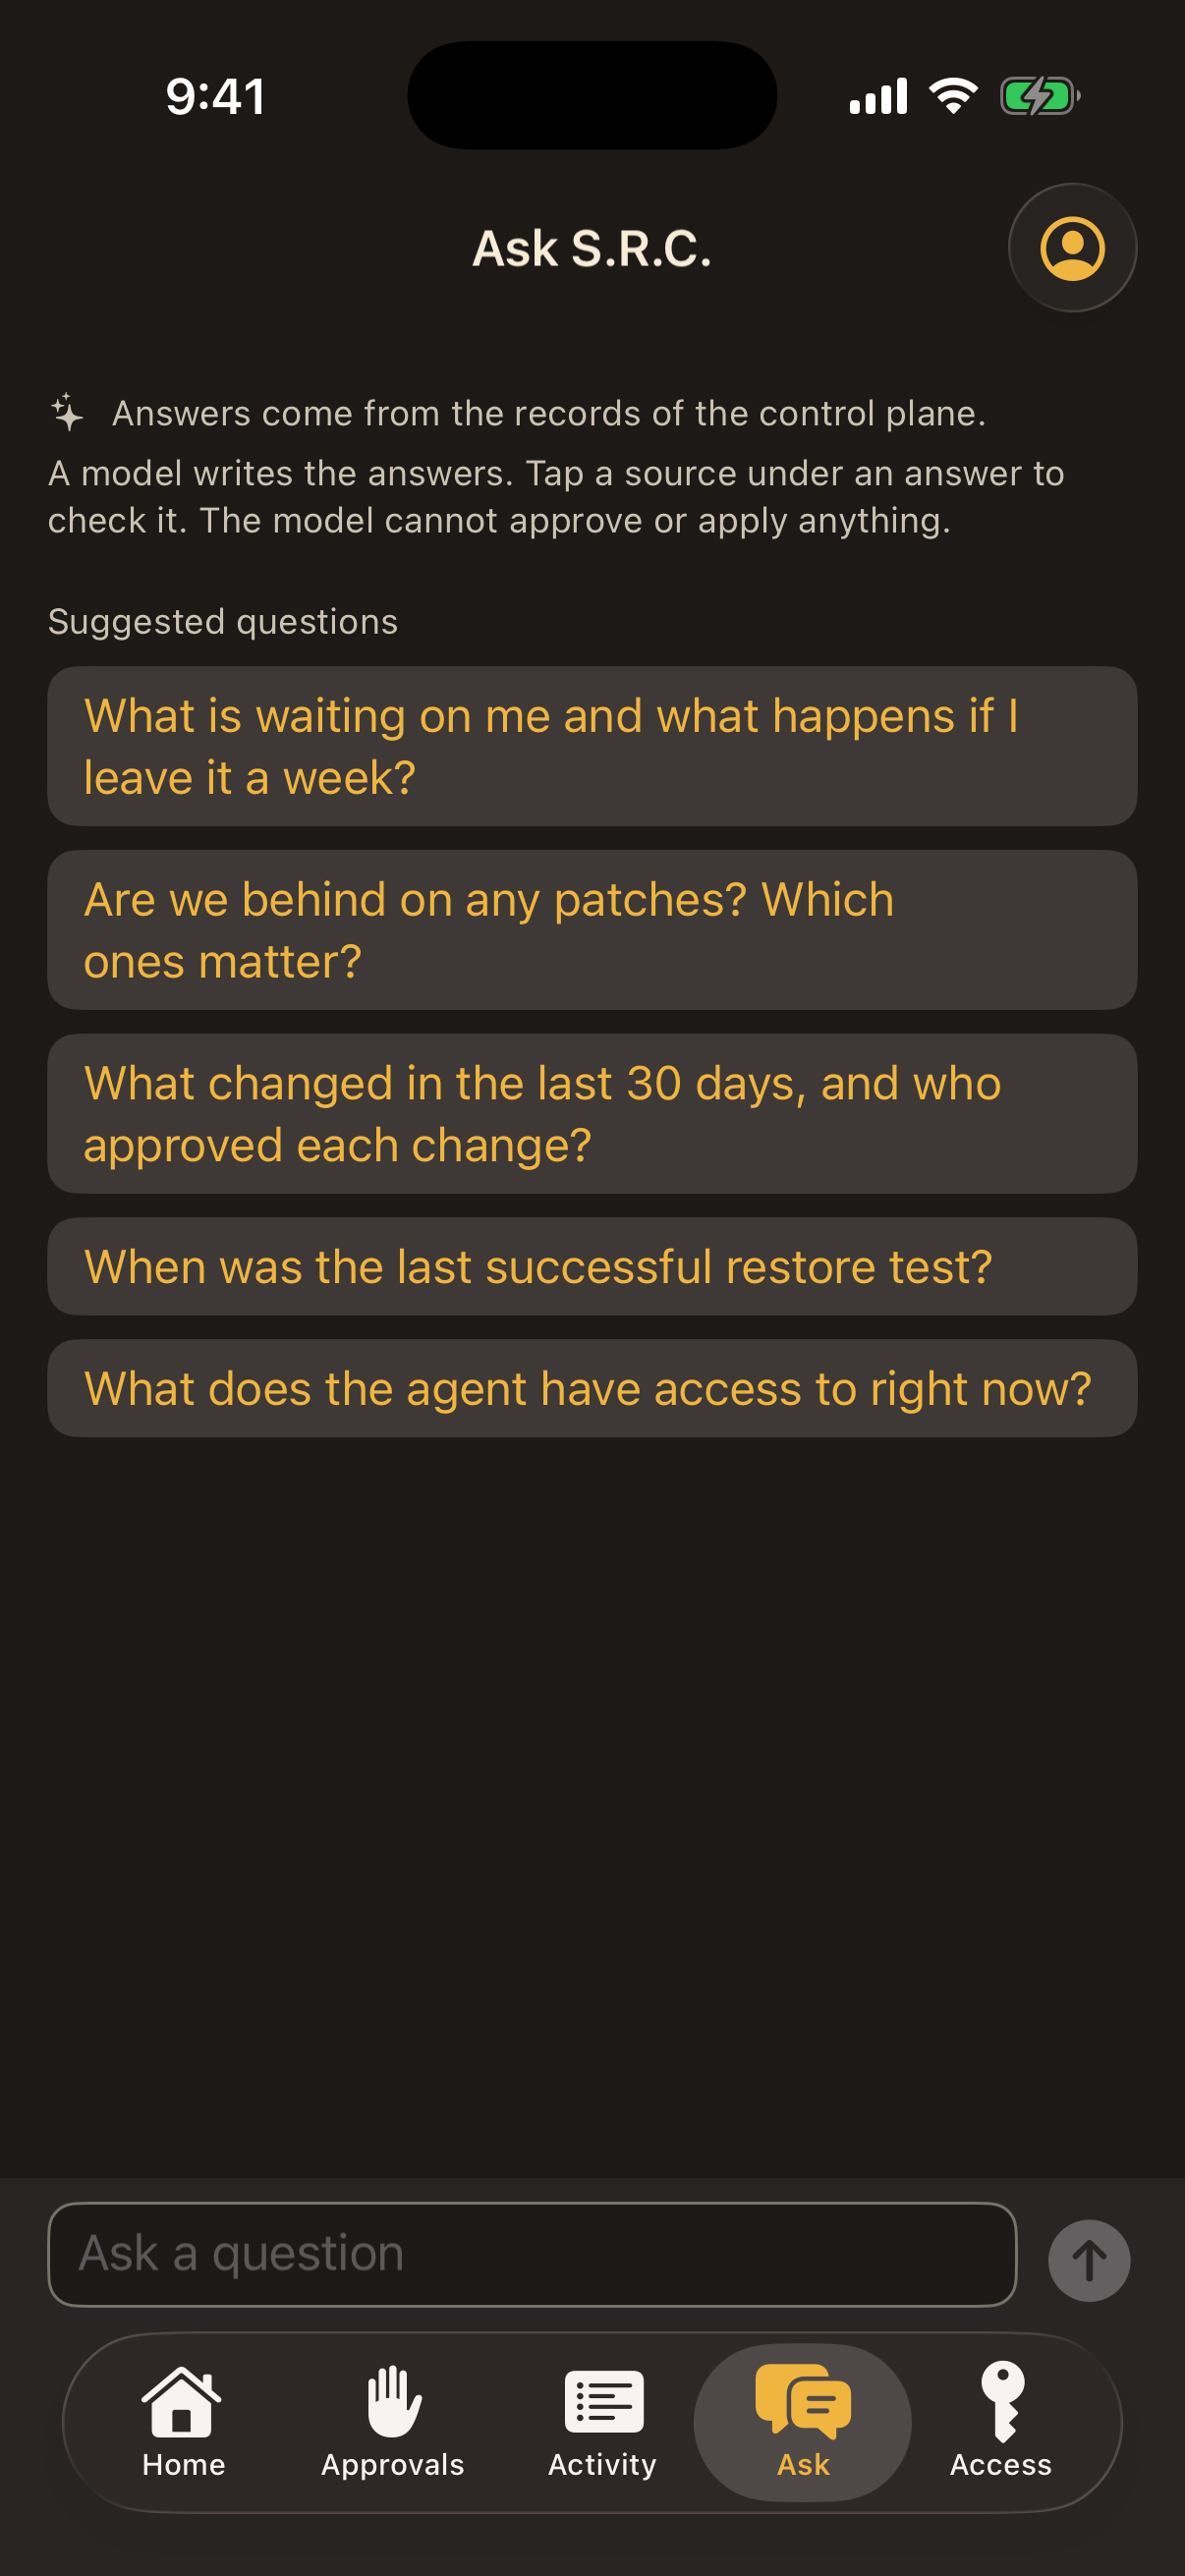 9:41
Ask S.R.C.
Answers come from the records of the control plane.
A model writes the answers. Tap a source under an answer to
check it. The model cannot approve or apply anything.
Suggested questions
What is waiting on me and what happens if I
leave it a week?
Are we behind on any patches? Which
ones matter?
What changed in the last 30 days, and who
approved each change?
When was the last successful restore test?
What does the agent have access to right now?
Ask a question
Home
Approvals
Activity
Ask
Access